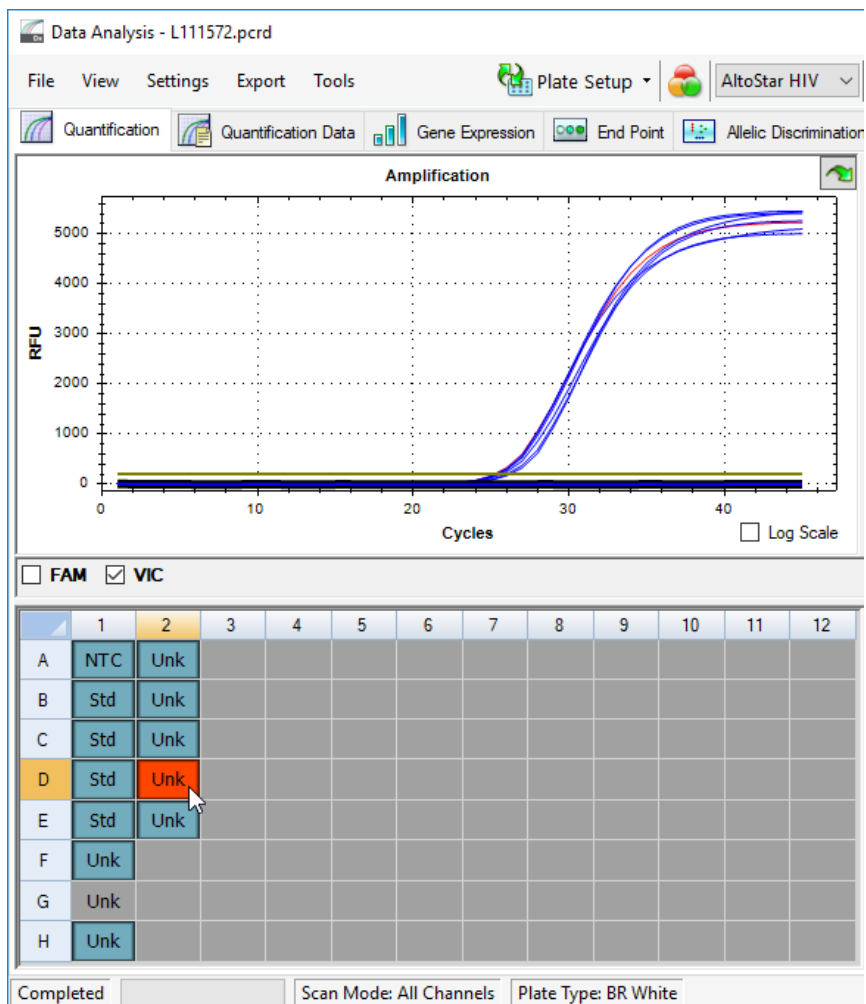 Data Analysis - L111572.pcrd
File View Settings Export Tools Plate Setup AltoStar HIV
Quantification Quantification Data Gene Expression End Point Allelic Discrimination
Amplification
5000
4000
3000
2000
1000
0
RFU
0 10 20 30 40
Cycles
Log Scale
FAM VIC
1 2 3 4 5 6 7 8 9 10 11 12
A NTC Unk
B Std Unk
C Std Unk
D Std Unk
E Std Unk
F Unk
G Unk
H Unk
Completed Scan Mode: All Channels Plate Type: BR White